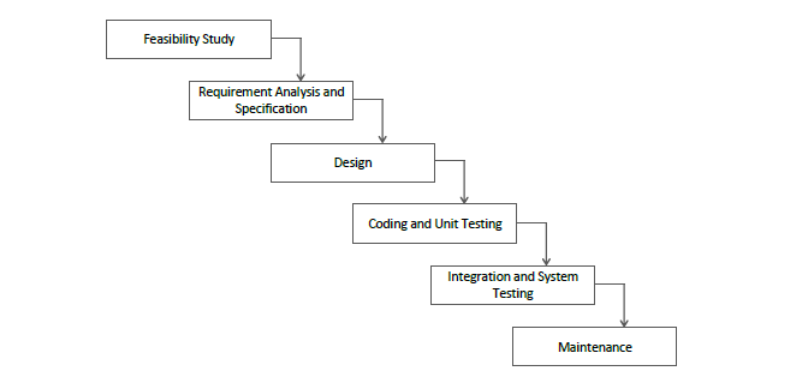 Feasibility Study
Requirement Analysis and
Specification
Design
Coding and Unit Testing
Integration and System
Testing
Maintenance